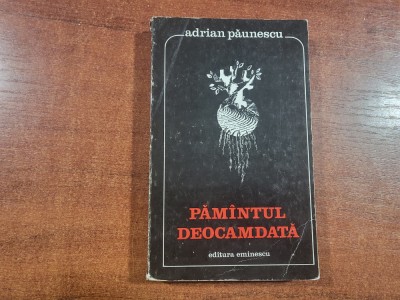 adrian păunescu
PĂMÎNTUL
DEOCAMDATĂ
editura eminescu